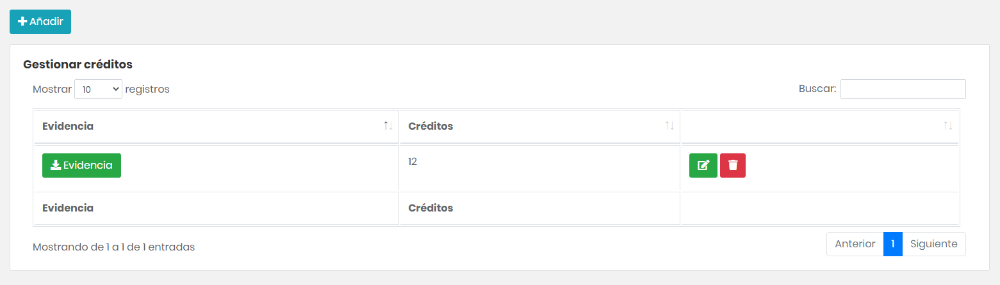 Añadir
Gestionar créditos
Mostrar 10 registros
Buscar:
Evidencia Créditos
Evidencia 12
Evidencia Créditos
Mostrando de 1 a 1 de 1 entradas
Anterior 1 Siguiente